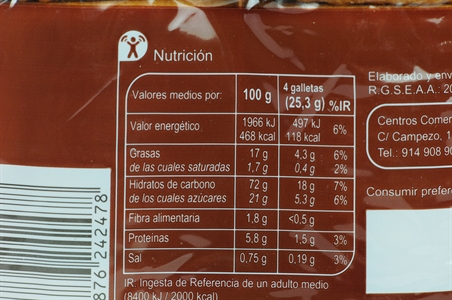 Nutrición
Valores medios por: 100 g 4 galletas (25,3 g) %IR
Valor energético 1966 kJ 497 kJ 6%
468 kcal 118 kcal
Grasas 17 g 4,3 g 6%
de las cuales saturadas 1,7 g 0,4 g 2%
Hidratos de carbono 72 g 18 g 7%
de los cuales azúcares 21 g 5,3 g 6%
Fibra alimentaria 1,8 g <0,5 g
Proteínas 5,8 g 1,5 g 3%
Sal 0,75 g 0,19 g 3%
IR: Ingesta de Referencia de un adulto medio
(8400 kJ / 2000 kcal)
Elaborado y env
R.G.S.E.A.A.: 20
Centros Comer
C/ Campezo, 1
Tel.: 914 908 90
Consumir prefer
876 242478